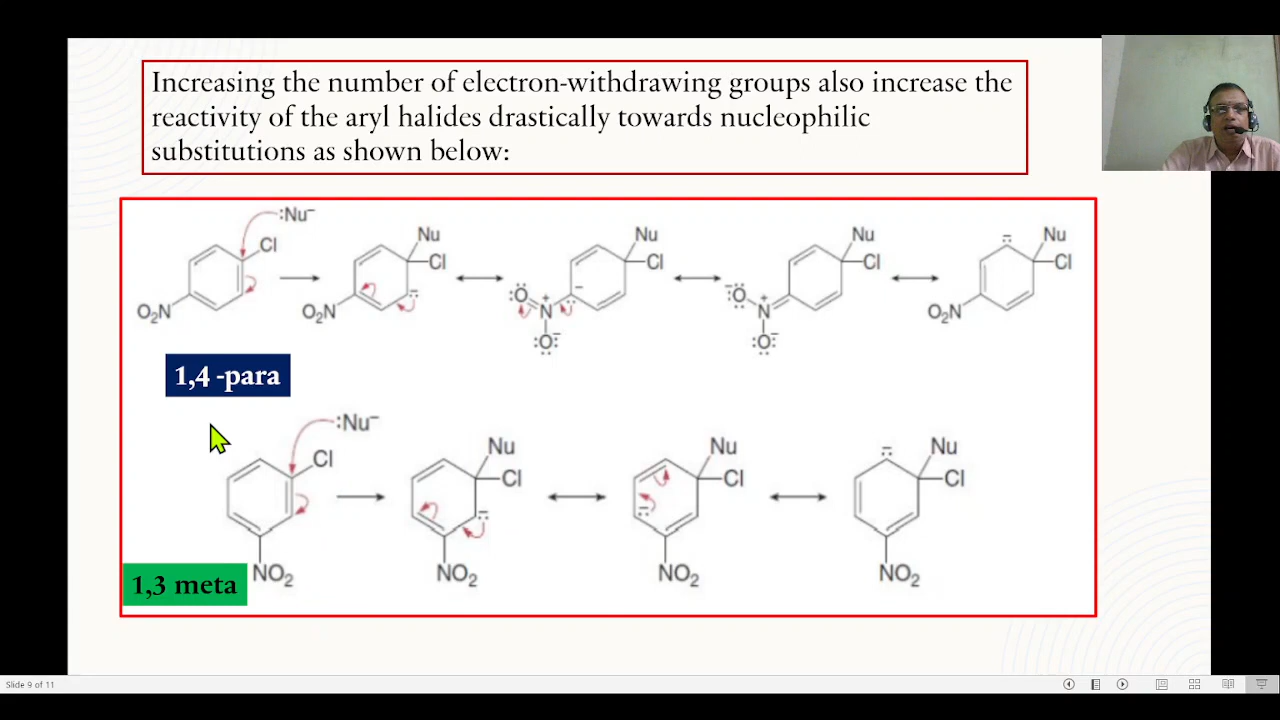 Increasing the number of electron-withdrawing groups also increase the
reactivity of the aryl halides drastically towards nucleophilic
substitutions as shown below:
:Nu⁻
Cl
O₂N
Nu
Cl
O₂N
Nu
Cl
:Ö
N⁺
:O:⁻
Nu
Cl
⁻:Ö
N⁺
:O:⁻
Nu
Cl
O₂N
1,4 -para
:Nu⁻
Cl
NO₂
Nu
Cl
NO₂
Nu
Cl
NO₂
Nu
Cl
NO₂
1,3 meta
Slide 9 of 11